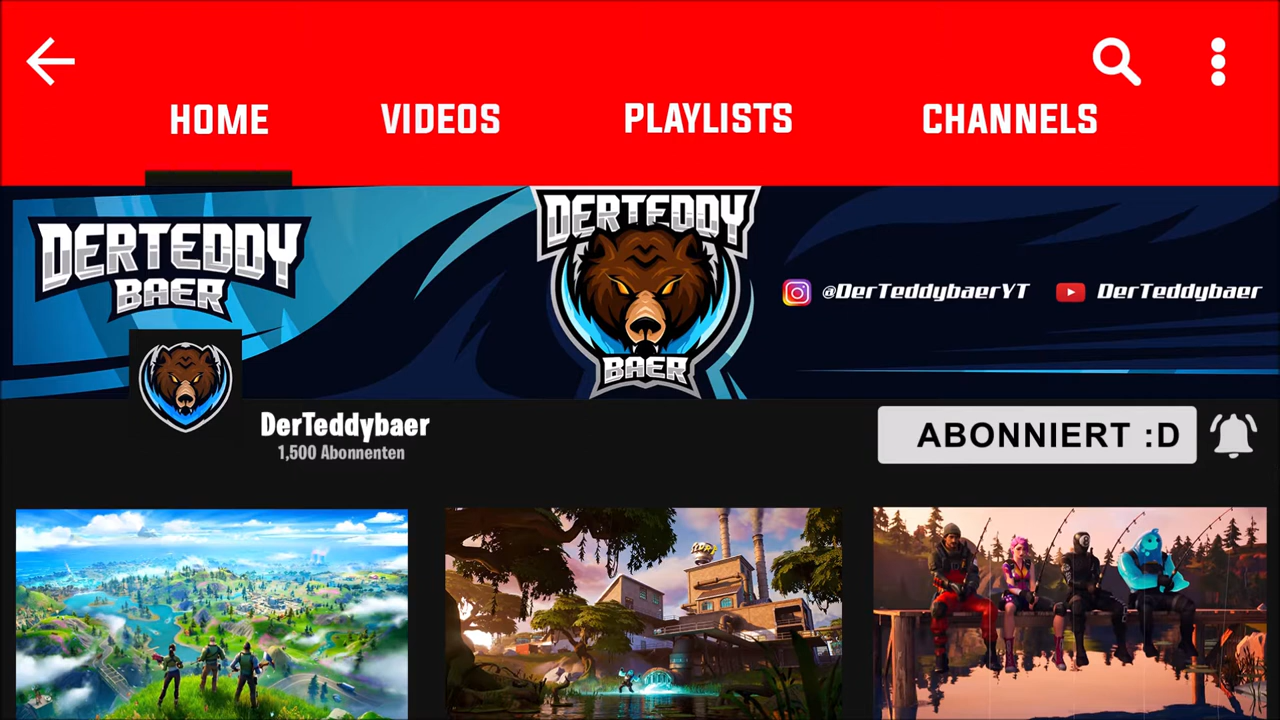 HOME
VIDEOS
PLAYLISTS
CHANNELS
DERTEDDY
BAER
DERTEDDY
BAER
@DerTeddybaerYT
DerTeddybaer
DerTeddybaer
1,500 Abonnenten
ABONNIERT :D